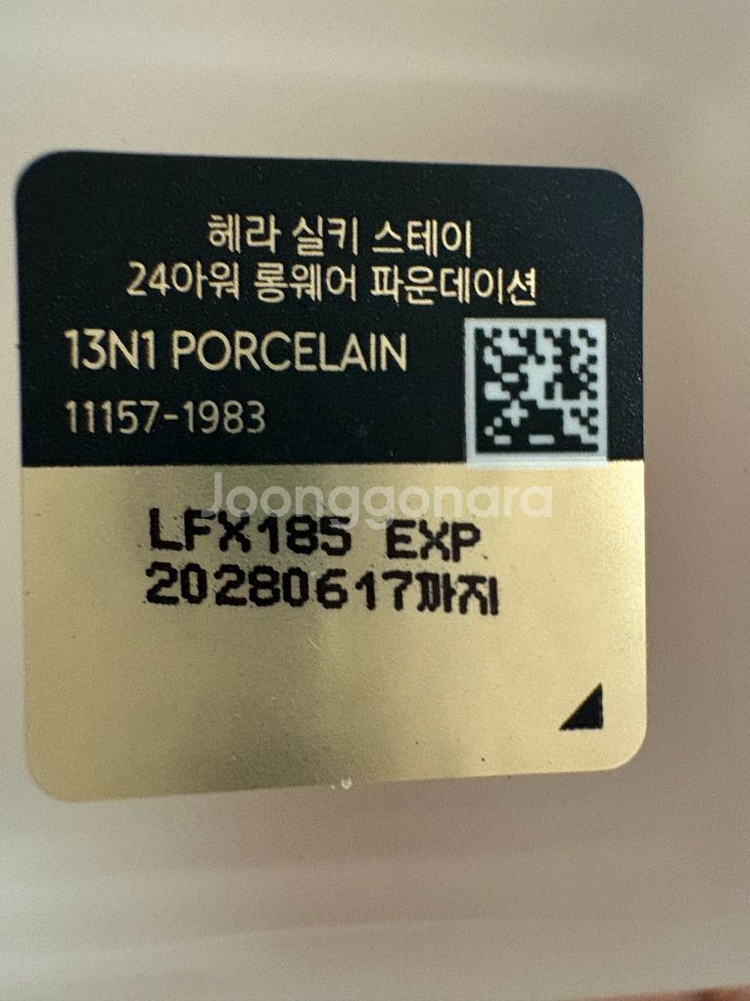 헤라 실키 스테이
24아워 롱웨어 파운데이션
13N1 PORCELAIN
11157-1983
Joonggonara
LFX185 EXP
20280617까지